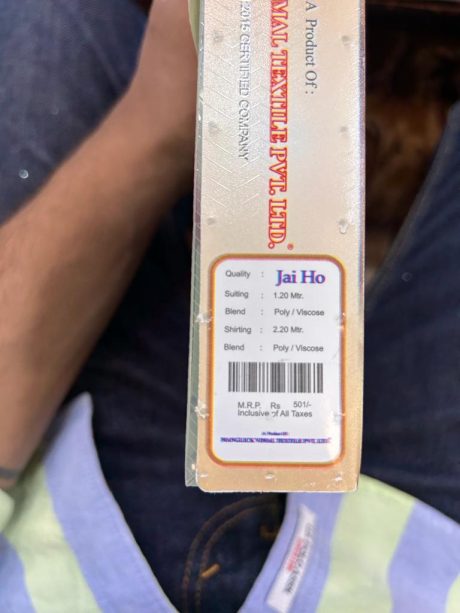 A Product Of :
MAL TEXTILE PVT. LTD.®
:2015 CERTIFIED COMPANY
Quality : Jai Ho
Suiting : 1.20 Mtr.
Blend : Poly / Viscose
Shirting : 2.20 Mtr.
Blend : Poly / Viscose
M.R.P. Rs 501/-
Inclusive of All Taxes